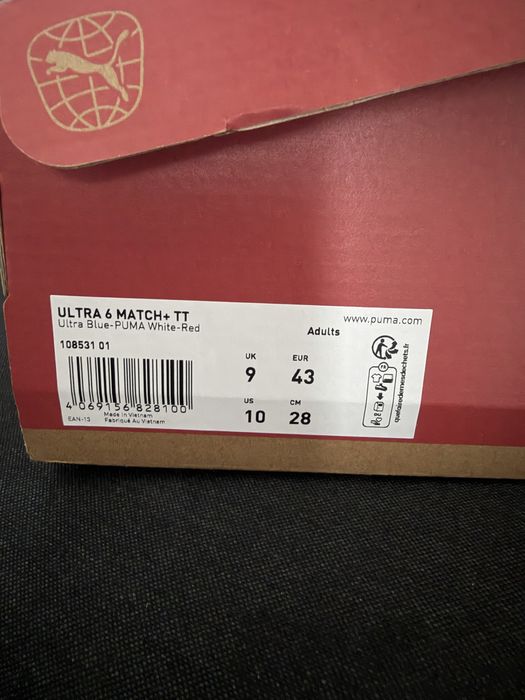 ULTRA 6 MATCH+ TT
Ultra Blue-PUMA White-Red
www.puma.com
Adults
108531 01
UK
EUR
9
43
US
CM
10
28
4 069156 828100
EAN-13
Made In Vietnam
Fabriqué Au Vietnam
quefairedemesdechets.fr